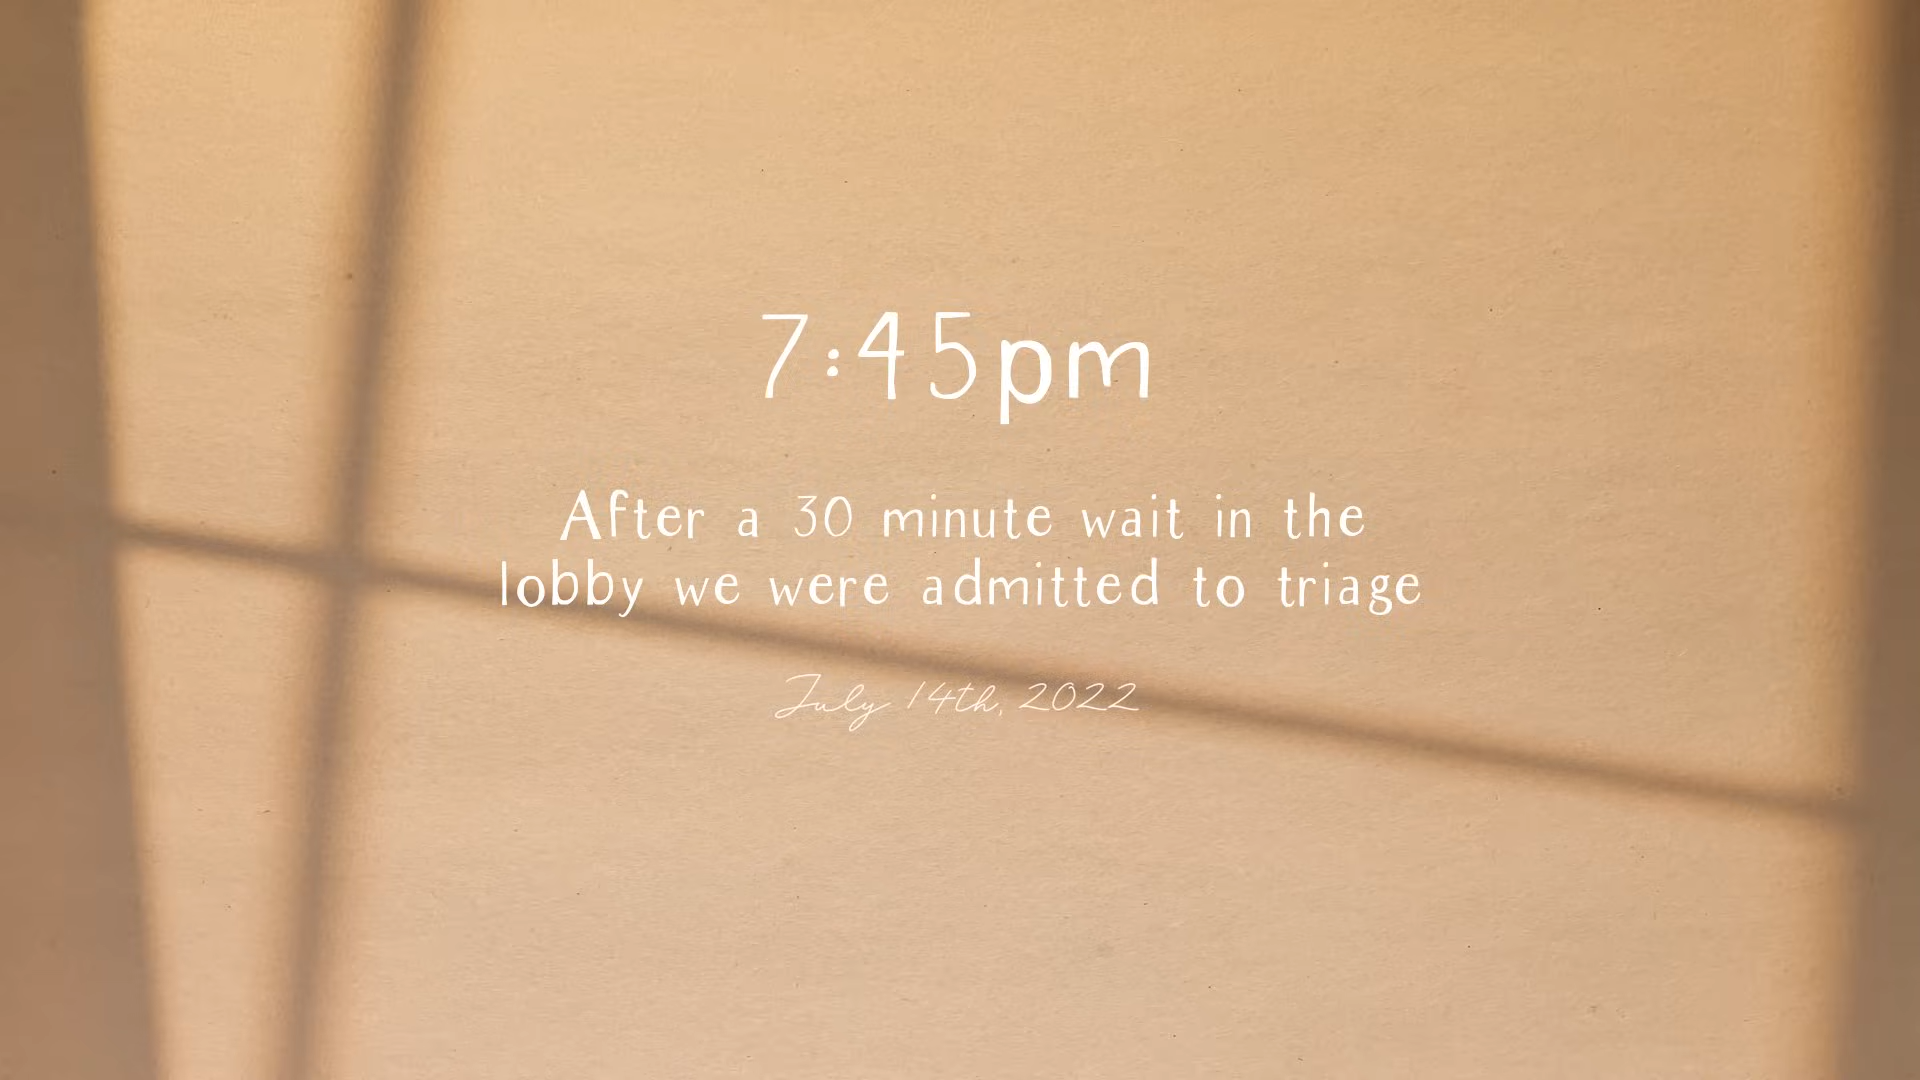 7:45pm
After a 30 minute wait in the
lobby we were admitted to triage
July 14th, 2022